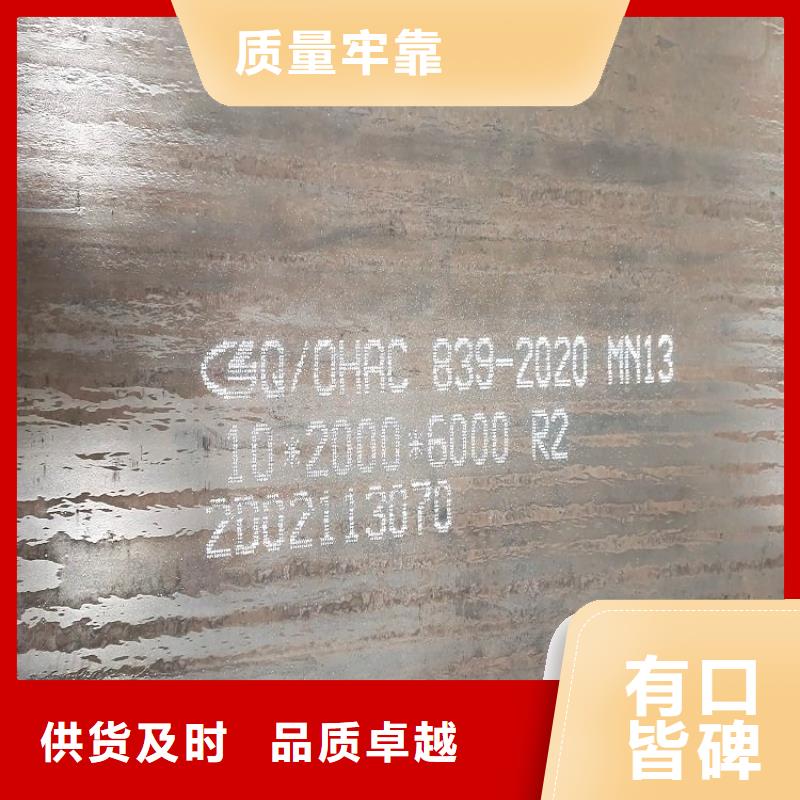 质量牢靠
Q/OHAC 839-2020 MN13
10*2000*6000 R2
2D02113070
有口
皆碑
供货及时 品质卓越